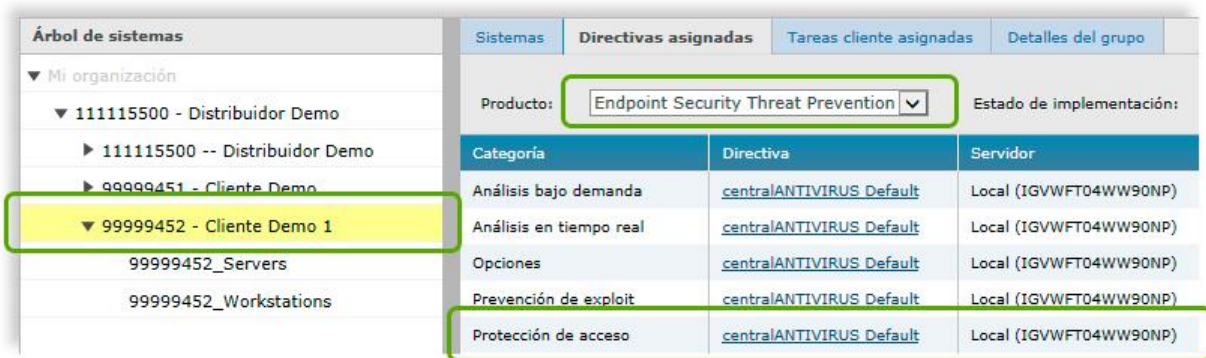 Árbol de sistemas
Mi organización
111115500 - Distribuidor Demo
111115500 -- Distribuidor Demo
99999451 - Cliente Demo
99999452 - Cliente Demo 1
99999452_Servers
99999452_Workstations
Sistemas Directivas asignadas Tareas cliente asignadas Detalles del grupo
Producto: Endpoint Security Threat Prevention Estado de implementación:
Categoría Directiva Servidor
Análisis bajo demanda centralANTIVIRUS Default Local (IGVWFT04WW90NP)
Análisis en tiempo real centralANTIVIRUS Default Local (IGVWFT04WW90NP)
Opciones centralANTIVIRUS Default Local (IGVWFT04WW90NP)
Prevención de exploit centralANTIVIRUS Default Local (IGVWFT04WW90NP)
Protección de acceso centralANTIVIRUS Default Local (IGVWFT04WW90NP)